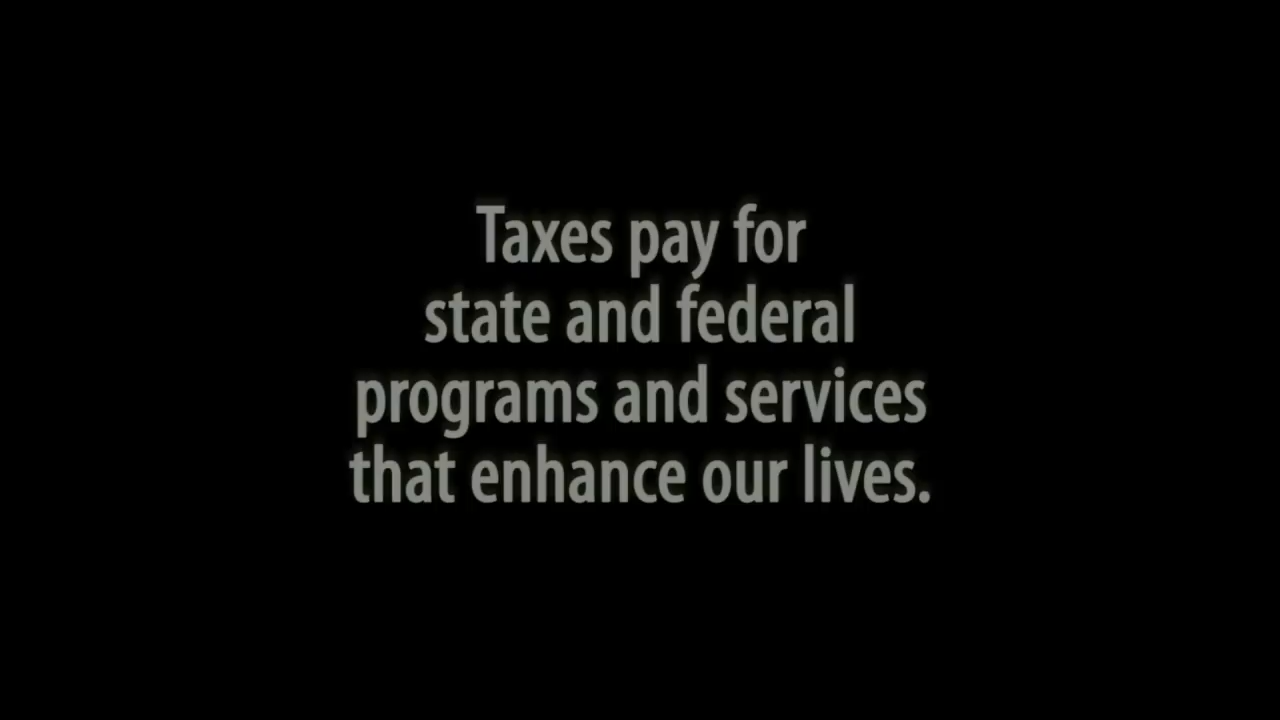 Taxes pay for
state and federal
programs and services
that enhance our lives.